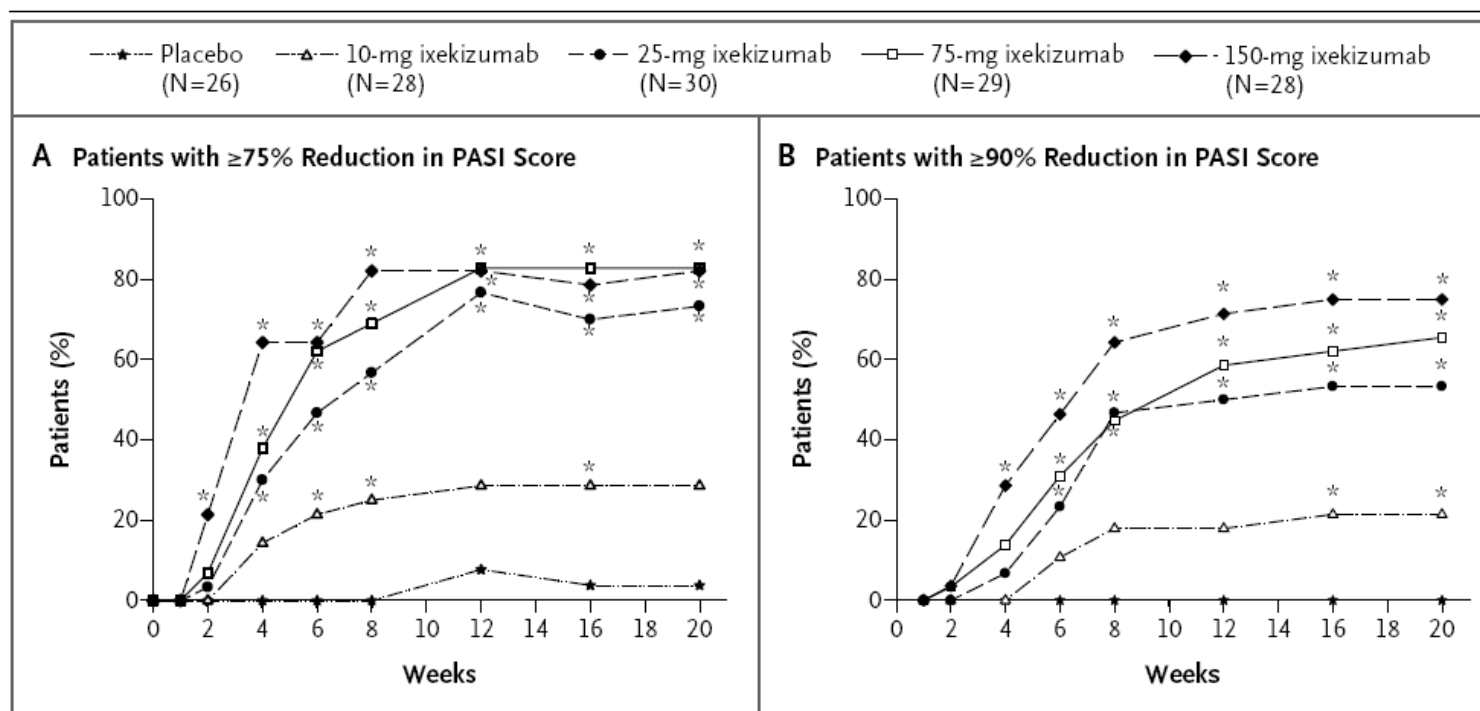 Placebo
(N=26)
10-mg ixekizumab
(N=28)
25-mg ixekizumab
(N=30)
75-mg ixekizumab
(N=29)
150-mg ixekizumab
(N=28)
A Patients with ≥75% Reduction in PASI Score
100
80
60
40
20
0
Patients (%)
0 2 4 6 8 10 12 14 16 18 20
Weeks
B Patients with ≥90% Reduction in PASI Score
100
80
60
40
20
0
Patients (%)
0 2 4 6 8 10 12 14 16 18 20
Weeks